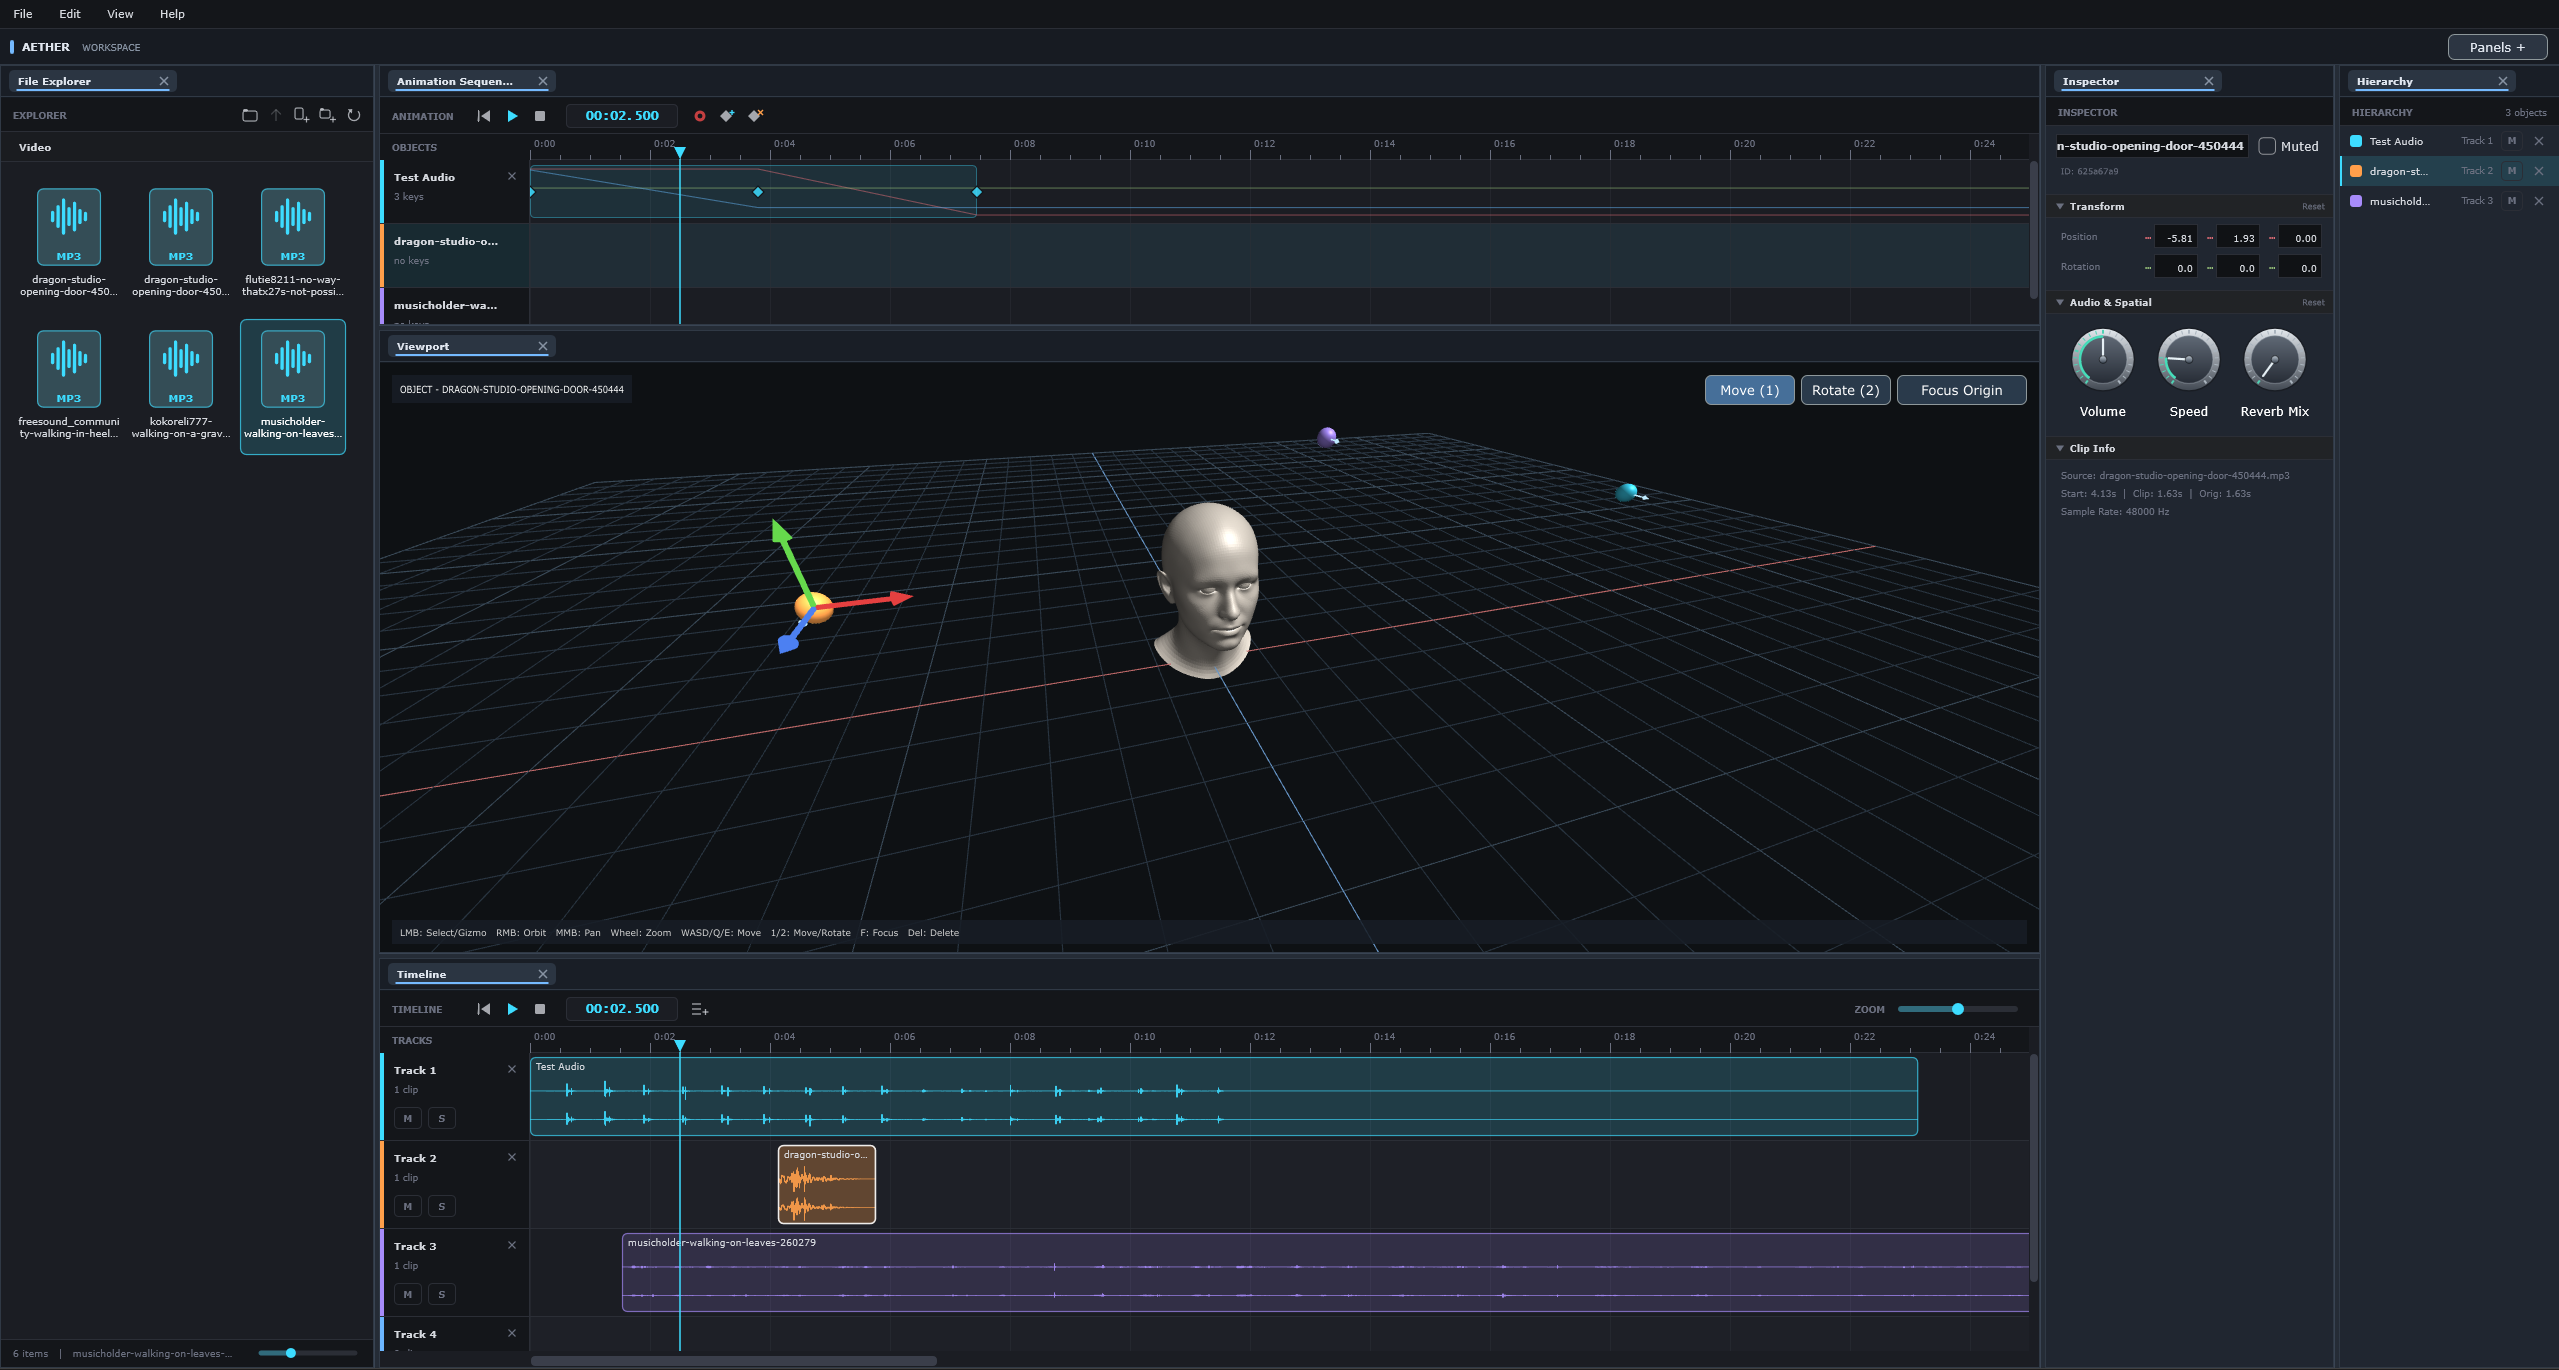 File Edit View Help
AETHER WORKSPACE
Panels +
File Explorer
EXPLORER
Video
MP3 MP3 MP3
dragon-studio- dragon-studio- flutie8211-no-way-
opening-door-450... opening-door-450... thatx27s-not-possi...
MP3 MP3 MP3
freesound_communi kokoreli777- musicholder-
ty-walking-in-heel... walking-on-a-grav... walking-on-leaves...
6 items | musicholder-walking-on-leaves-...
Animation Sequen...
ANIMATION 00:02.500
OBJECTS 0:00 0:02 0:04 0:06 0:08 0:10 0:12 0:14 0:16 0:18 0:20 0:22 0:24
Test Audio
3 keys
dragon-studio-o...
no keys
musicholder-wa...
Viewport
OBJECT - DRAGON-STUDIO-OPENING-DOOR-450444
Move (1) Rotate (2) Focus Origin
LMB: Select/Gizmo RMB: Orbit MMB: Pan Wheel: Zoom WASD/Q/E: Move 1/2: Move/Rotate F: Focus Del: Delete
Timeline
TIMELINE 00:02.500 ZOOM
TRACKS 0:00 0:02 0:04 0:06 0:08 0:10 0:12 0:14 0:16 0:18 0:20 0:22 0:24
Track 1
1 clip
M S
Test Audio
Track 2
1 clip
M S
dragon-studio-o...
Track 3
1 clip
M S
musicholder-walking-on-leaves-260279
Track 4
Inspector
INSPECTOR
n-studio-opening-door-450444 Muted
ID: 625a67a9
Transform Reset
Position -5.81 1.93 0.00
Rotation 0.0 0.0 0.0
Audio & Spatial Reset
Volume Speed Reverb Mix
Clip Info
Source: dragon-studio-opening-door-450444.mp3
Start: 4.13s | Clip: 1.63s | Orig: 1.63s
Sample Rate: 48000 Hz
Hierarchy
HIERARCHY 3 objects
Test Audio Track 1 M
dragon-st... Track 2 M
musichold... Track 3 M